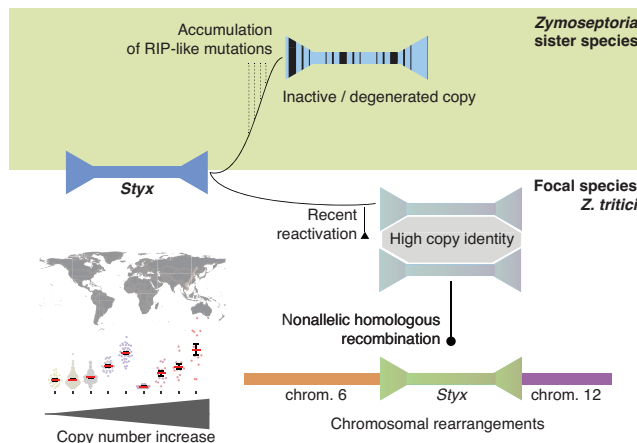 Zymoseptoria
sister species
Accumulation
of RIP-like mutations
Inactive / degenerated copy
Styx
Focal species
Z. tritici
Recent
reactivation
High copy identity
Nonallelic homologous
recombination
chrom. 6
Styx
chrom. 12
Chromosomal rearrangements
Copy number increase